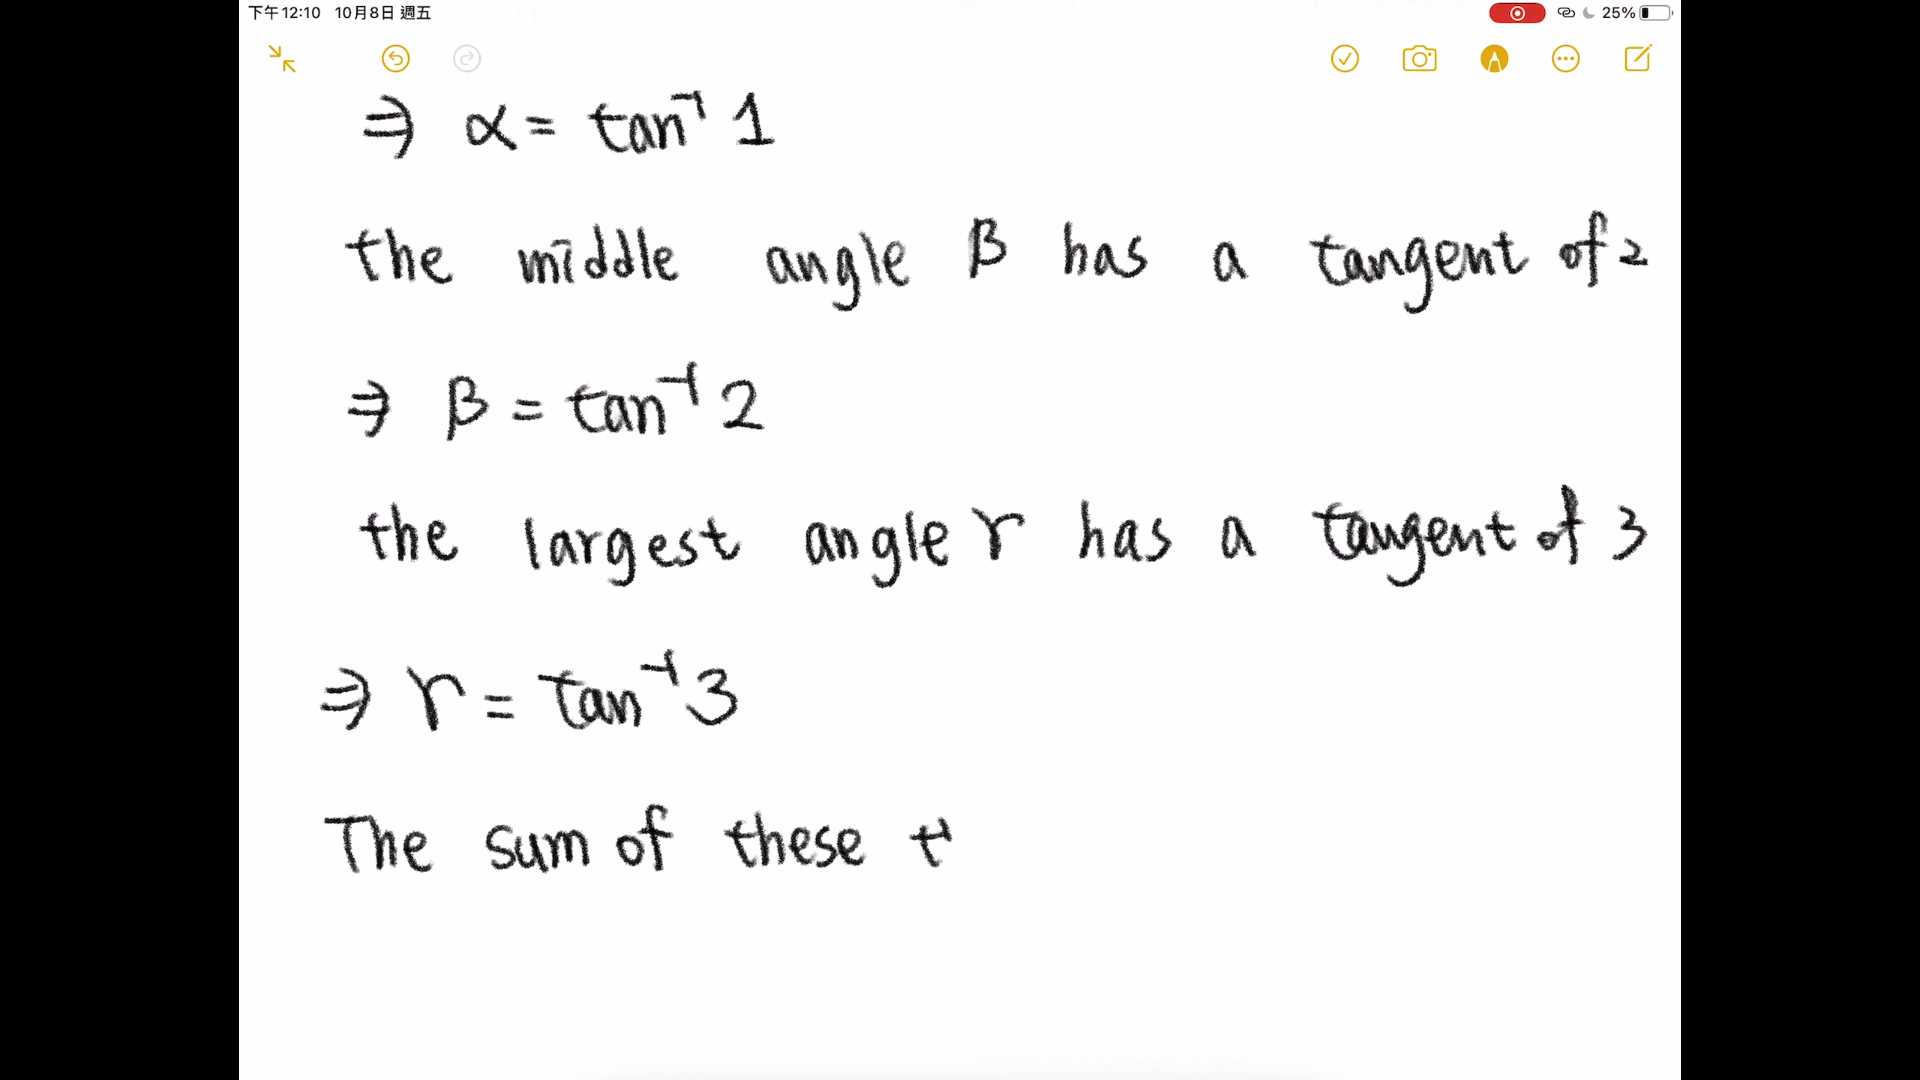 下午12:10 10月8日 週五 25%
⇒ α = tan⁻¹ 1
the middle angle β has a tangent of 2
⇒ β = tan⁻¹ 2
the largest angle r has a tangent of 3
⇒ r = tan⁻¹ 3
The sum of these t